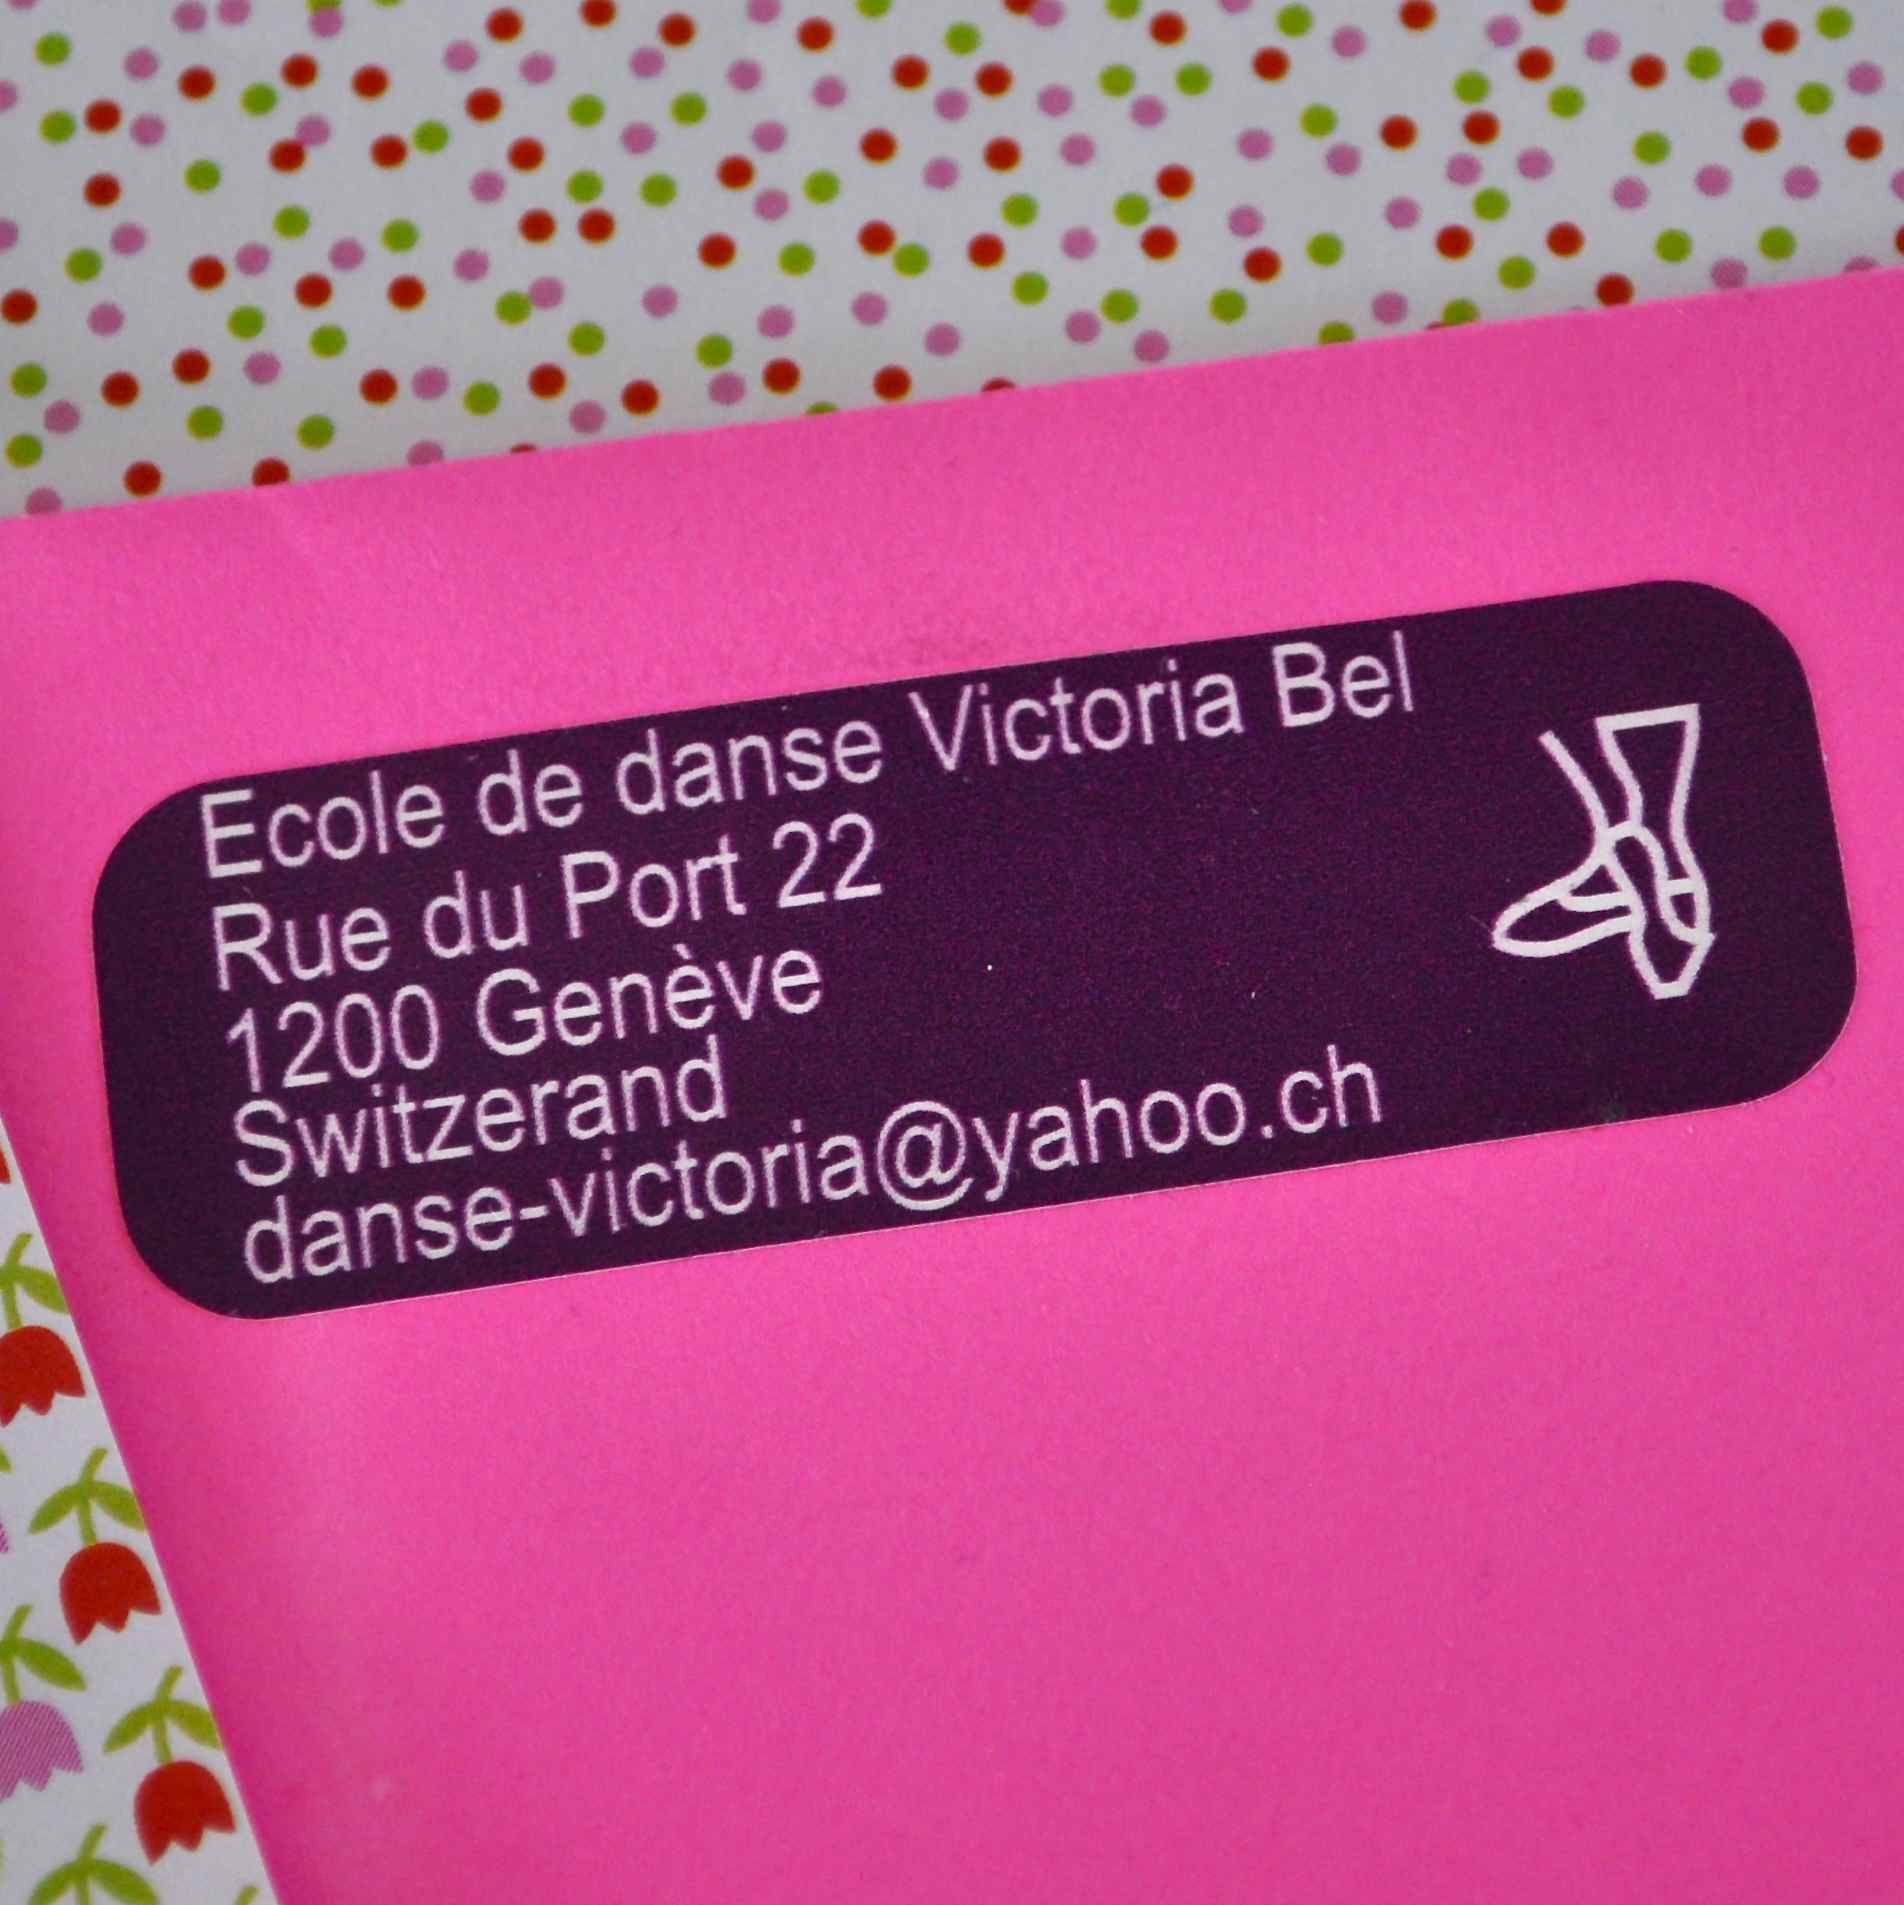 Ecole de danse Victoria Bel
Rue du Port 22
1200 Genève
Switzerand
danse-victoria@yahoo.ch